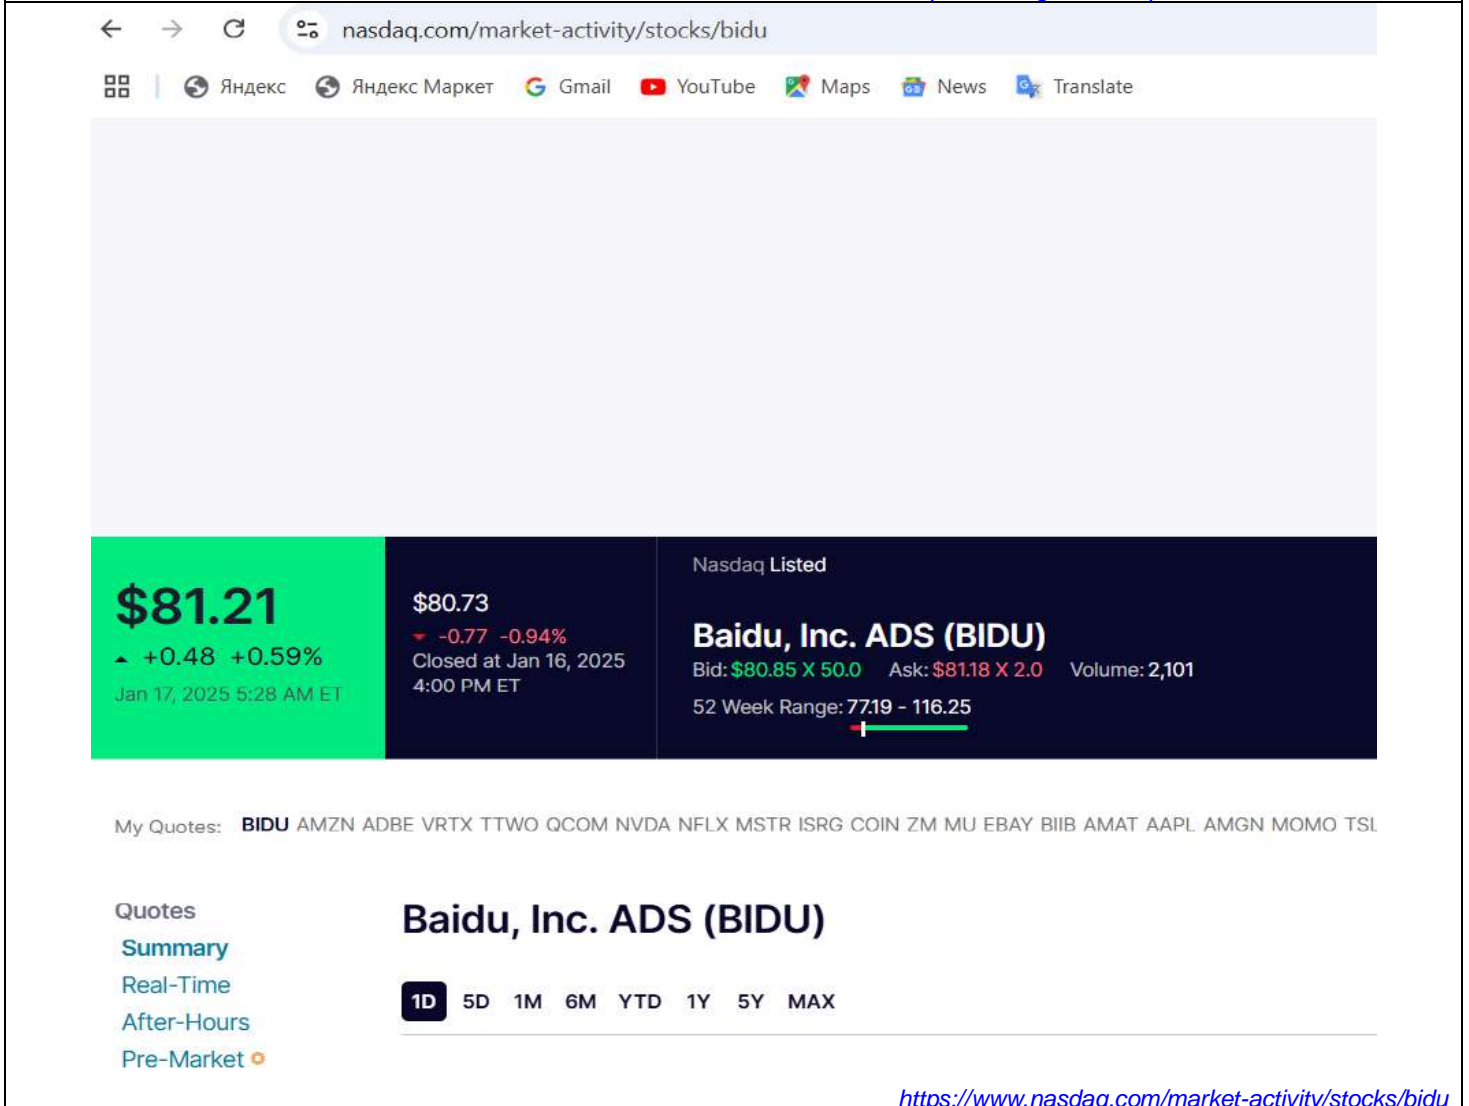 nasdaq.com/market-activity/stocks/bidu
Яндекс Яндекс Маркет Gmail YouTube Maps News Translate
$81.21
+0.48 +0.59%
Jan 17, 2025 5:28 AM ET
$80.73
-0.77 -0.94%
Closed at Jan 16, 2025
4:00 PM ET
Nasdaq Listed
Baidu, Inc. ADS (BIDU)
Bid: $80.85 X 50.0 Ask: $81.18 X 2.0 Volume: 2,101
52 Week Range: 77.19 - 116.25
My Quotes: BIDU AMZN ADBE VRTX TTWO QCOM NVDA NFLX MSTR ISRG COIN ZM MU EBAY BIIB AMAT AAPL AMGN MOMO TSL
Quotes
Summary
Real-Time
After-Hours
Pre-Market
Baidu, Inc. ADS (BIDU)
1D 5D 1M 6M YTD 1Y 5Y MAX
https://www.nasdaq.com/market-activity/stocks/bidu